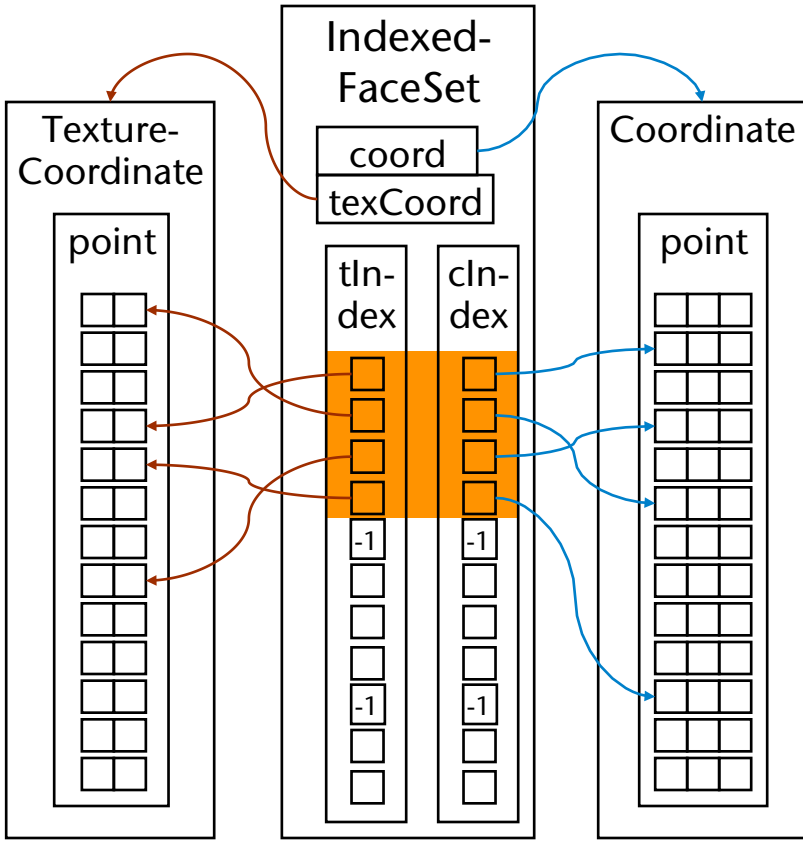 Indexed-
FaceSet
coord
texCoord
Texture-
Coordinate
point
tIn-
dex
-1
-1
cIn-
dex
-1
-1
Coordinate
point